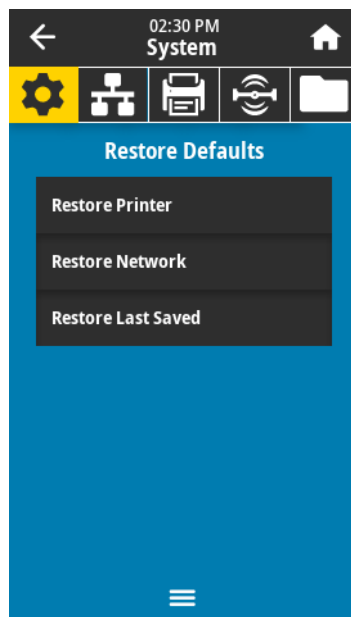 02:30 PM
System
Restore Defaults
Restore Printer
Restore Network
Restore Last Saved